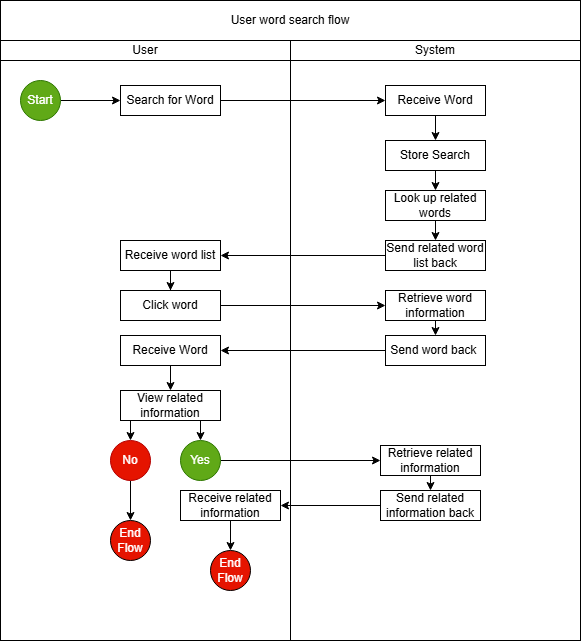 User word search flow
User
System
Start
Search for Word
Receive Word
Store Search
Look up related
words
Receive word list
Send related word
list back
Click word
Retrieve word
information
Receive Word
Send word back
View related
information
No
Yes
Retrieve related
information
Receive related
information
Send related
information back
End
Flow
End
Flow